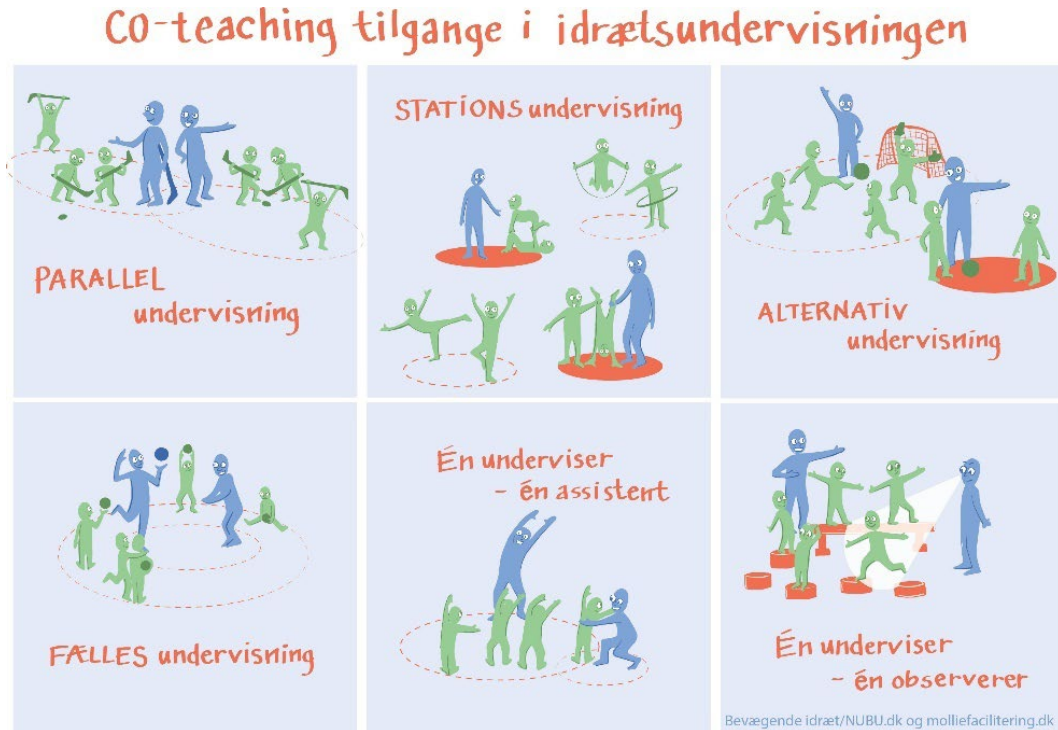 Co-teaching tilgange i idrætsundervisningen
PARALLEL
undervisning
STATIONS undervisning
ALTERNATIV
undervisning
FÆLLES undervisning
Én underviser
- én assistent
Én underviser
- én observerer
Bevægende idræt/NUBU.dk og molliefacilitering.dk